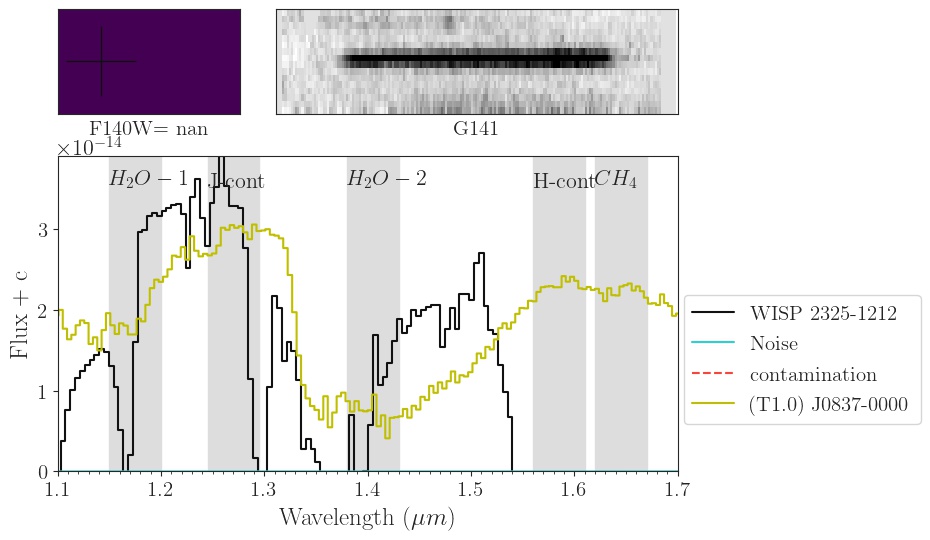 F140W= nan
G141
×10⁻¹⁴
H₂O − 1
J-cont
H₂O − 2
H-cont
CH₄
3
2
1
0
Flux + c
1.1
1.2
1.3
1.4
1.5
1.6
1.7
Wavelength (μm)
WISP 2325-1212
Noise
contamination
(T1.0) J0837-0000